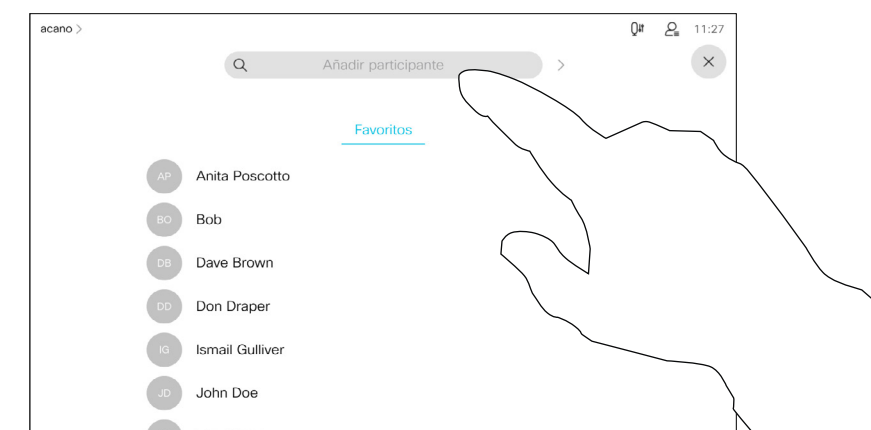 acano > 11:27
Añadir participante >
Favoritos
AP Anita Poscotto
BO Bob
DB Dave Brown
DD Don Draper
IG Ismail Gulliver
JD John Doe